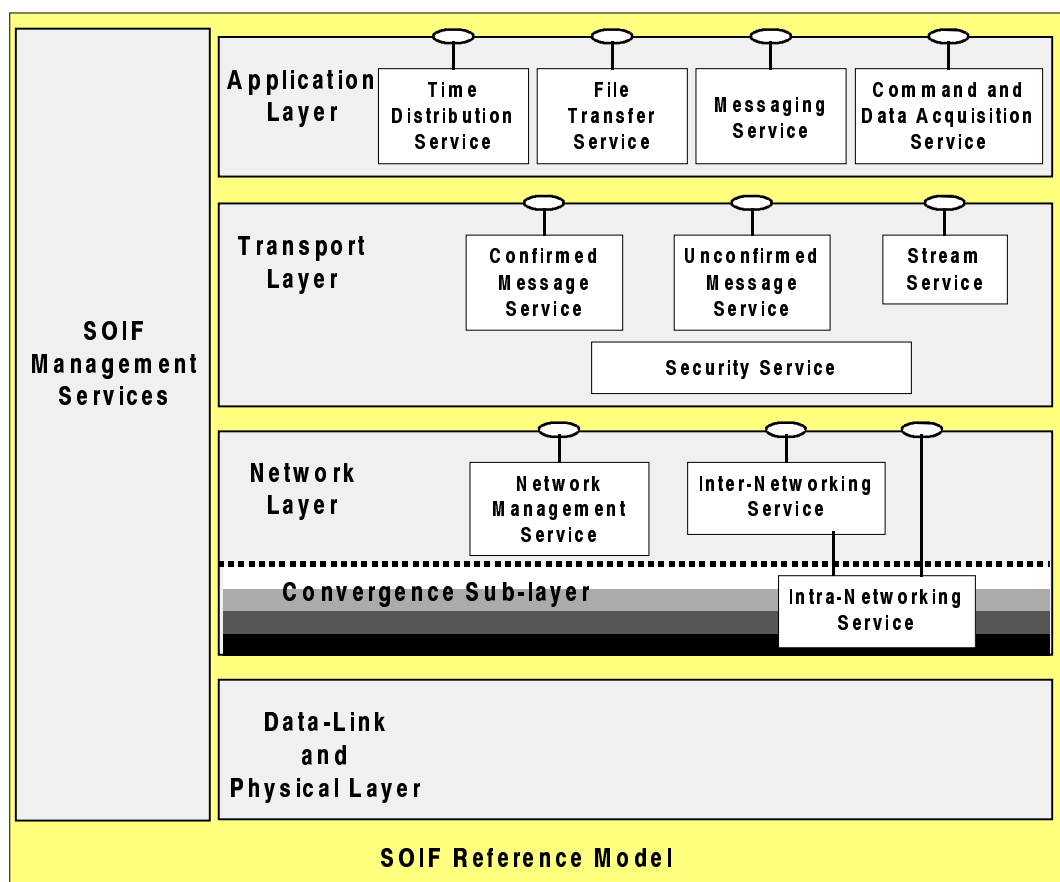 SOIF
Management
Services
Application
Layer
Time
Distribution
Service
File
Transfer
Service
Messaging
Service
Command and
Data Acquisition
Service
Transport
Layer
Confirmed
Message
Service
Unconfirmed
Message
Service
Stream
Service
Security Service
Network
Layer
Network
Management
Service
Inter-Networking
Service
Convergence Sub-layer
Intra-Networking
Service
Data-Link
and
Physical Layer
SOIF Reference Model